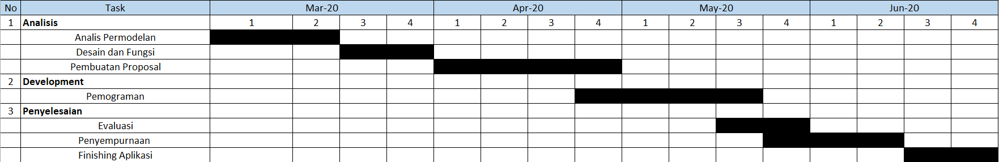 No Task Mar-20 Apr-20 May-20 Jun-20
1 Analisis 1 2 3 4 1 2 3 4 1 2 3 4 1 2 3 4
Analis Permodelan
Desain dan Fungsi
Pembuatan Proposal
2 Development
Pemograman
3 Penyelesaian
Evaluasi
Penyempurnaan
Finishing Aplikasi